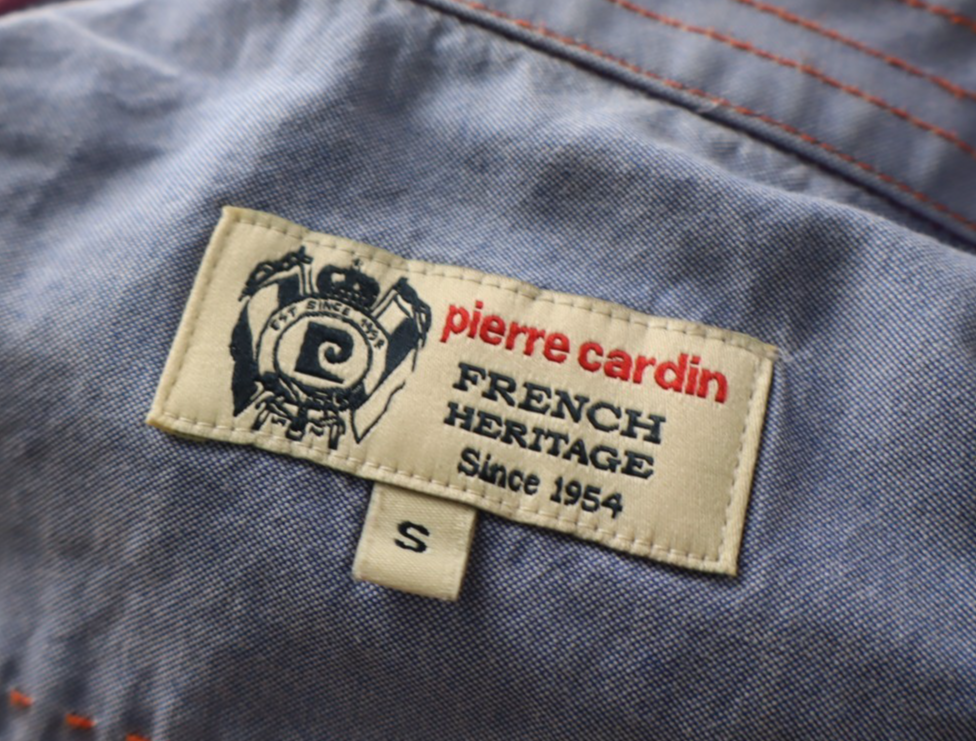 EST SINCE 1954
P
pierre cardin
FRENCH
HERITAGE
Since 1954
S